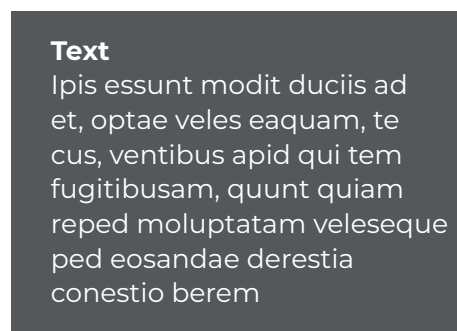 Text
Ipis essunt modit duciis ad
et, optae veles eaquam, te
cus, ventibus apid qui tem
fugitibusam, quunt quiam
reped moluptatam veleseque
ped eosandae derestia
conestio berem